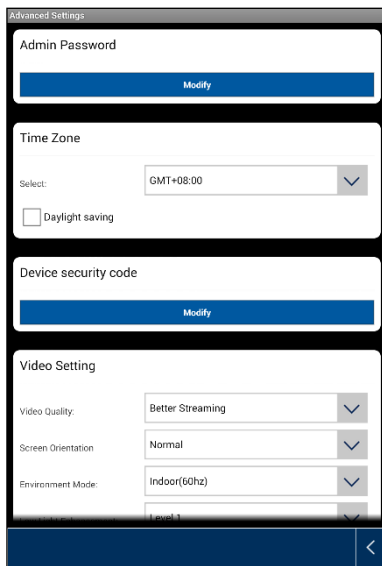 Advanced Settings
Admin Password
Modify
Time Zone
Select: GMT+08:00
Daylight saving
Device security code
Modify
Video Setting
Video Quality: Better Streaming
Screen Orientation Normal
Environment Mode: Indoor(60hz)
Level 1